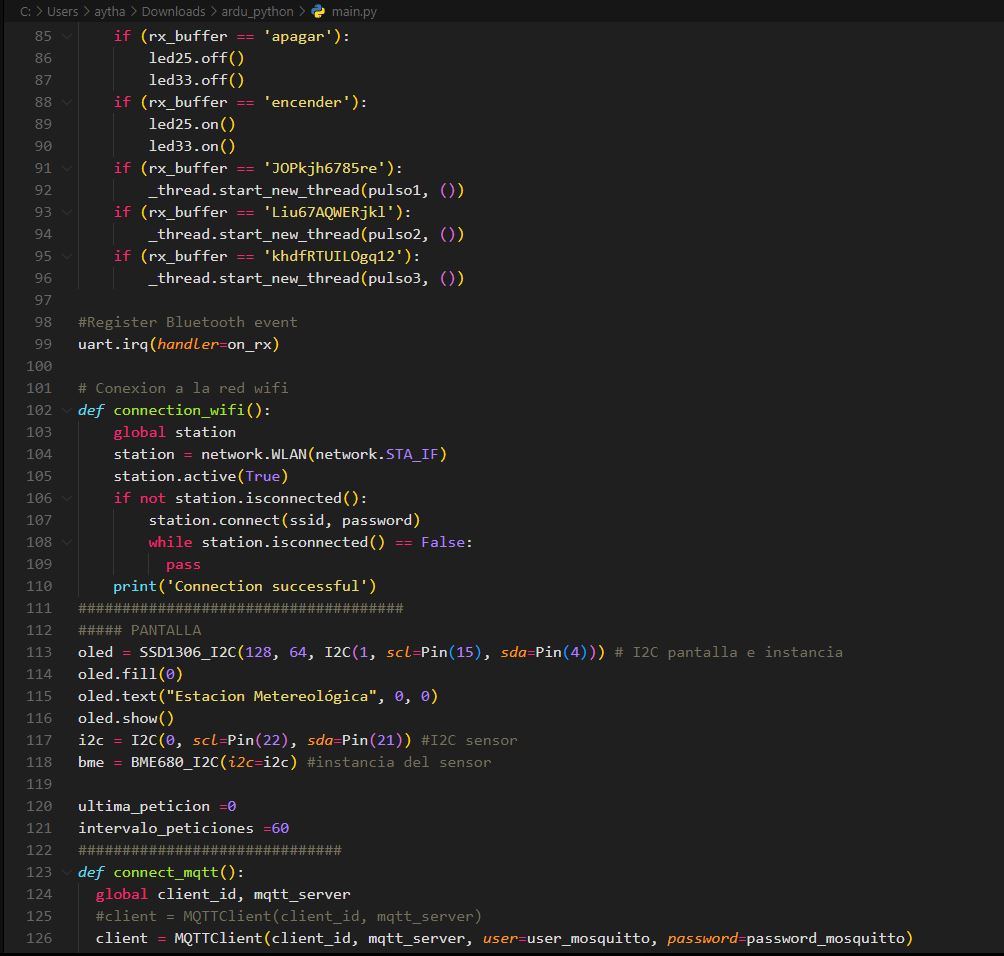 C: > Users > aytha > Downloads > ardu_python > main.py
85 if (rx_buffer == 'apagar'):
86 led25.off()
87 led33.off()
88 if (rx_buffer == 'encender'):
89 led25.on()
90 led33.on()
91 if (rx_buffer == 'JOPkjh6785re'):
92 _thread.start_new_thread(pulso1, ())
93 if (rx_buffer == 'Liu67AQWERjkl'):
94 _thread.start_new_thread(pulso2, ())
95 if (rx_buffer == 'khdfRTUILOgq12'):
96 _thread.start_new_thread(pulso3, ())
97
98 #Register Bluetooth event
99 uart.irq(handler=on_rx)
100
101 # Conexion a la red wifi
102 def connection_wifi():
103 global station
104 station = network.WLAN(network.STA_IF)
105 station.active(True)
106 if not station.isconnected():
107 station.connect(ssid, password)
108 while station.isconnected() == False:
109 pass
110 print('Connection successful')
111 #####################################
112 ##### PANTALLA
113 oled = SSD1306_I2C(128, 64, I2C(1, scl=Pin(15), sda=Pin(4))) # I2C pantalla e instancia
114 oled.fill(0)
115 oled.text("Estacion Metereológica", 0, 0)
116 oled.show()
117 i2c = I2C(0, scl=Pin(22), sda=Pin(21)) #I2C sensor
118 bme = BME680_I2C(i2c=i2c) #instancia del sensor
119
120 ultima_peticion =0
121 intervalo_peticiones =60
122 ##############################
123 def connect_mqtt():
124 global client_id, mqtt_server
125 #client = MQTTClient(client_id, mqtt_server)
126 client = MQTTClient(client_id, mqtt_server, user=user_mosquitto, password=password_mosquitto)